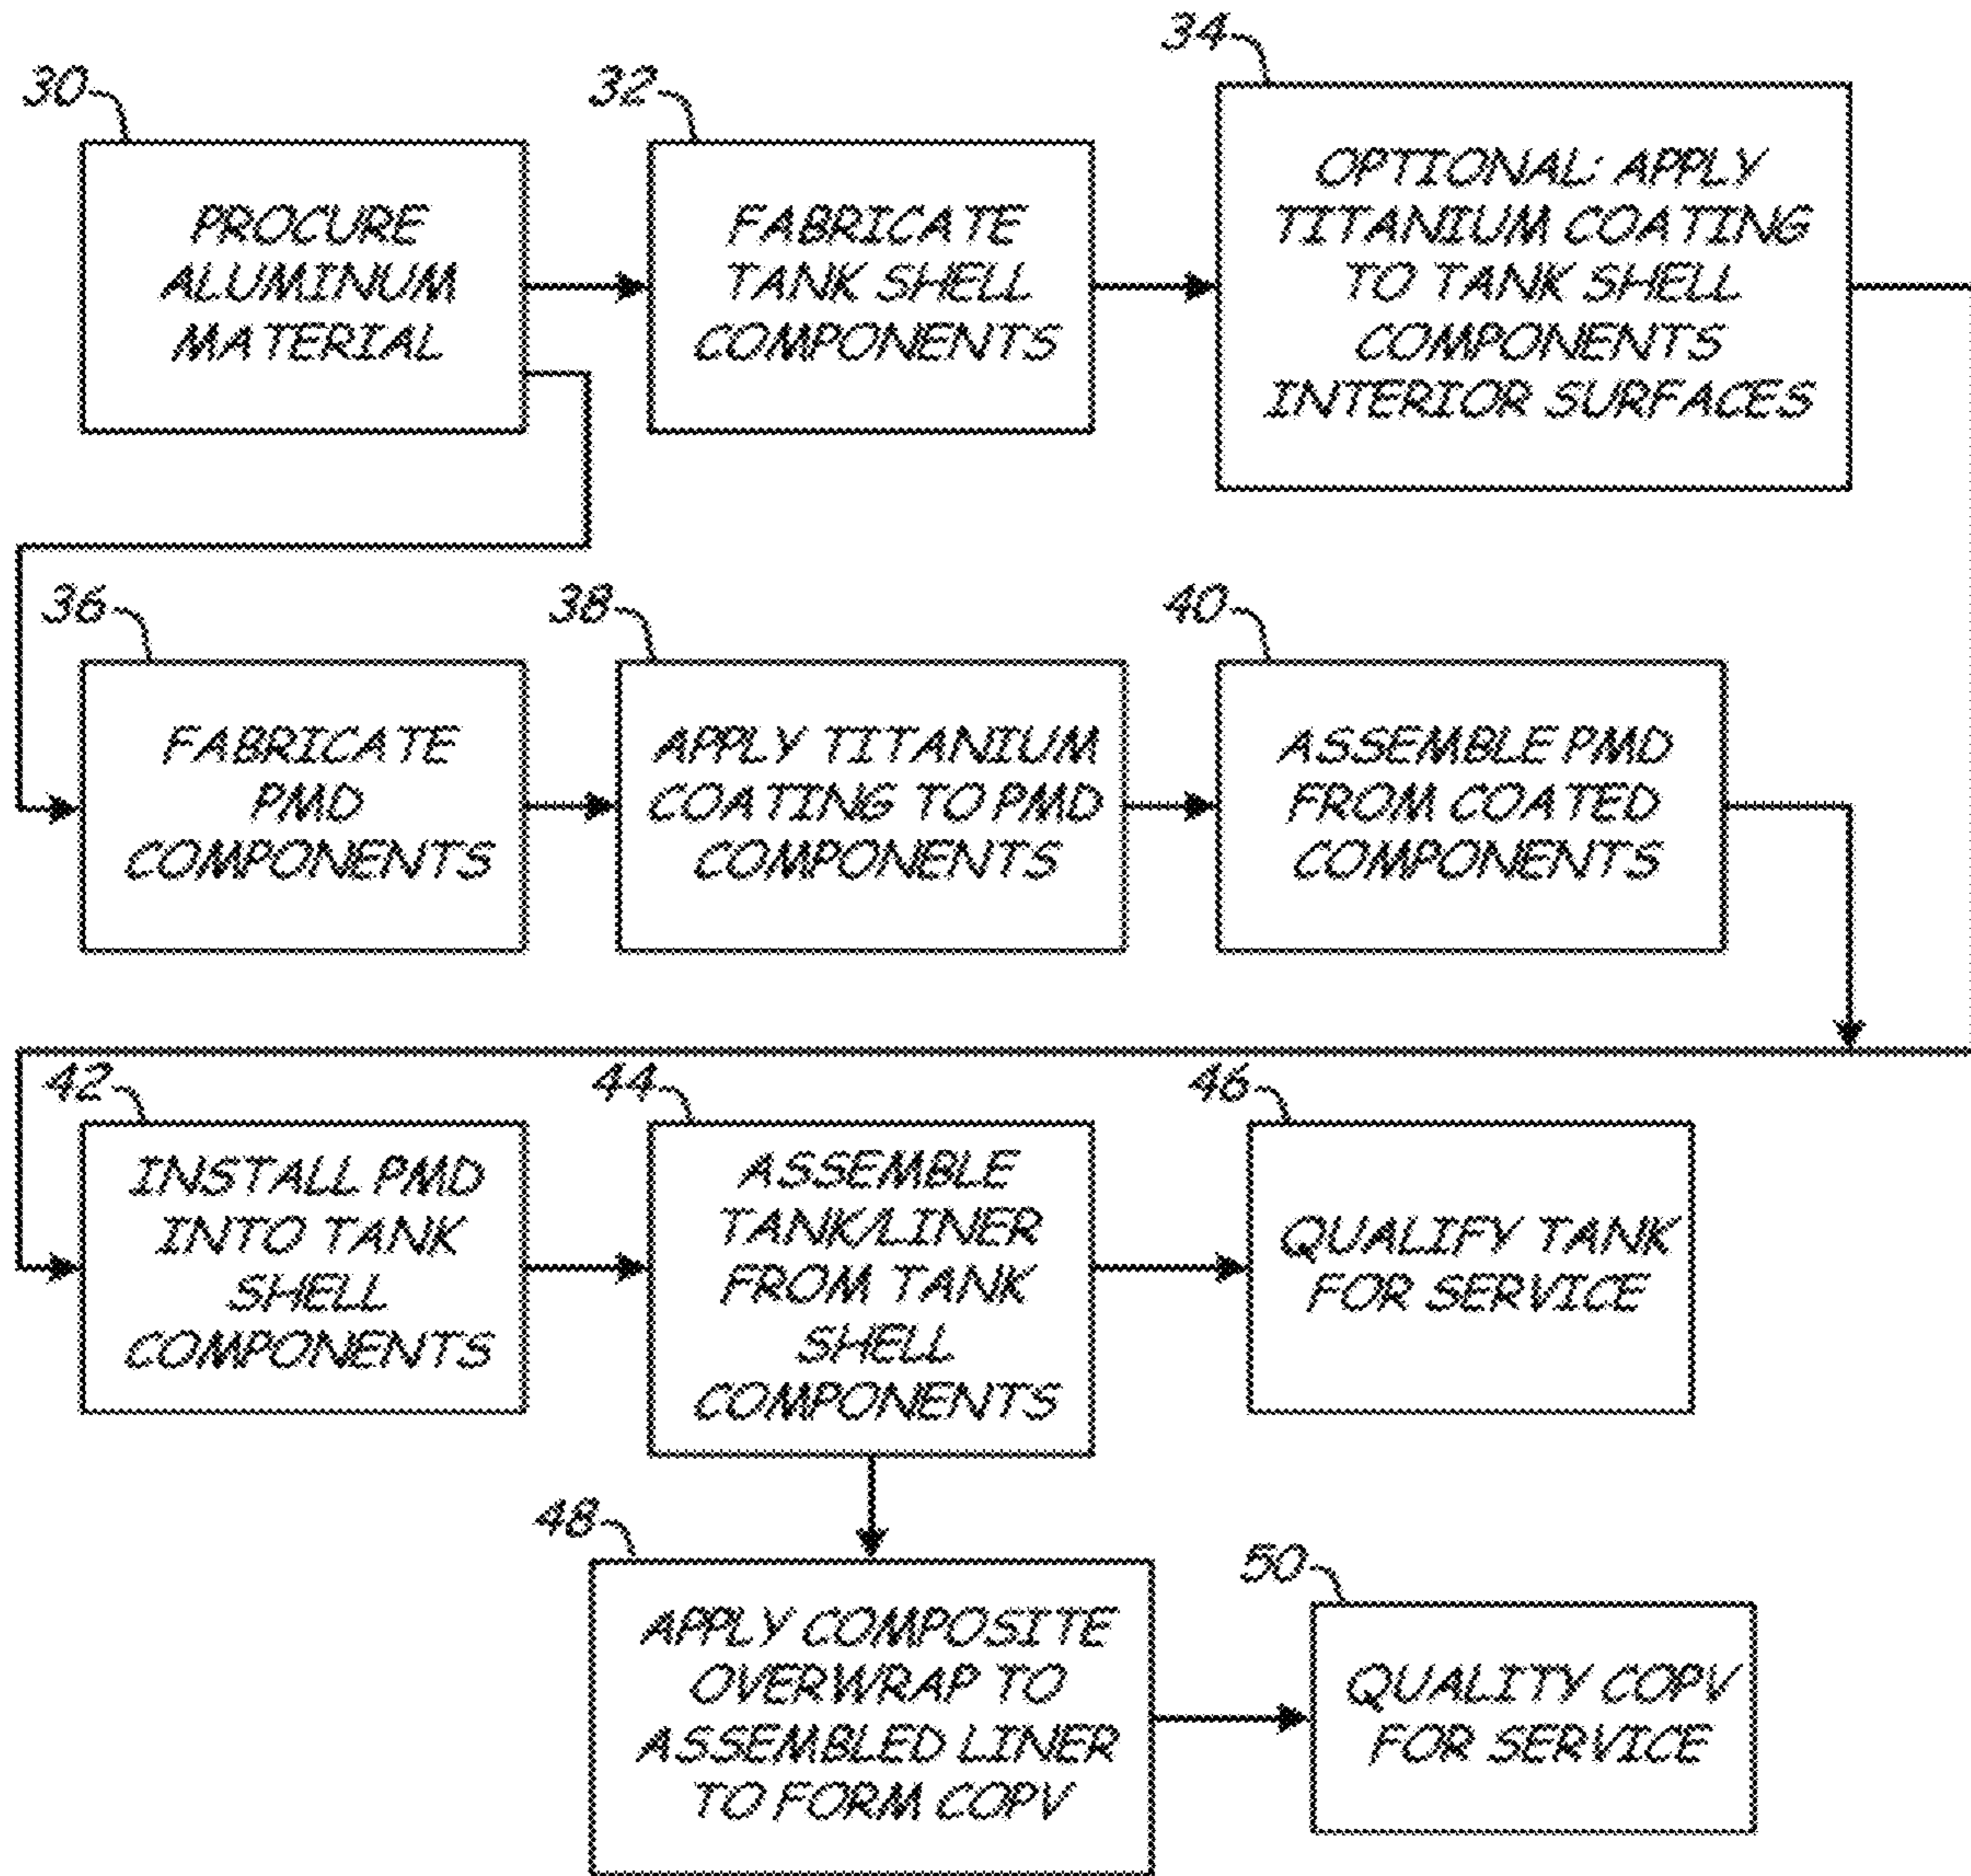 30
PROCURE
ALUMINUM
MATERIAL
32
FABRICATE
TANK SHELL
COMPONENTS
34
OPTIONAL: APPLY
TITANIUM COATING
TO TANK SHELL
COMPONENTS
INTERIOR SURFACES
36
FABRICATE
PMD
COMPONENTS
38
APPLY TITANIUM
COATING TO PMD
COMPONENTS
40
ASSEMBLE PMD
FROM COATED
COMPONENTS
42
INSTALL PMD
INTO TANK
SHELL
COMPONENTS
44
ASSEMBLE
TANK/LINER
FROM TANK
SHELL
COMPONENTS
46
QUALIFY TANK
FOR SERVICE
48
APPLY COMPOSITE
OVERWRAP TO
ASSEMBLED LINER
TO FORM COPV
50
QUALITY COPV
FOR SERVICE